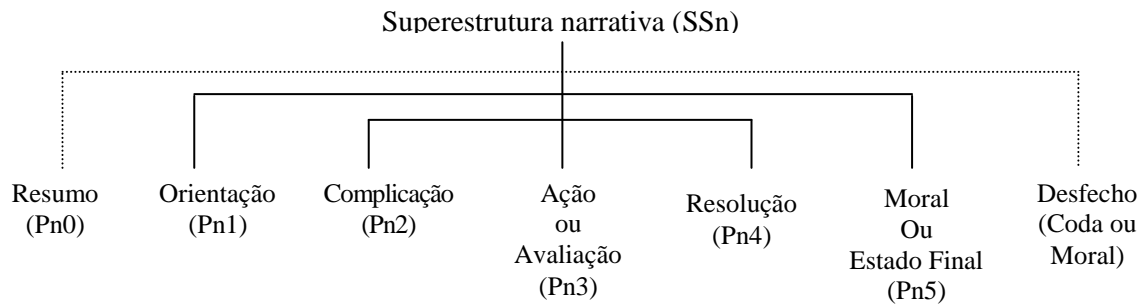 Superestrutura narrativa (SSn)
Resumo
(Pn0)
Orientação
(Pn1)
Complicação
(Pn2)
Ação
ou
Avaliação
(Pn3)
Resolução
(Pn4)
Moral
Ou
Estado Final
(Pn5)
Desfecho
(Coda ou
Moral)